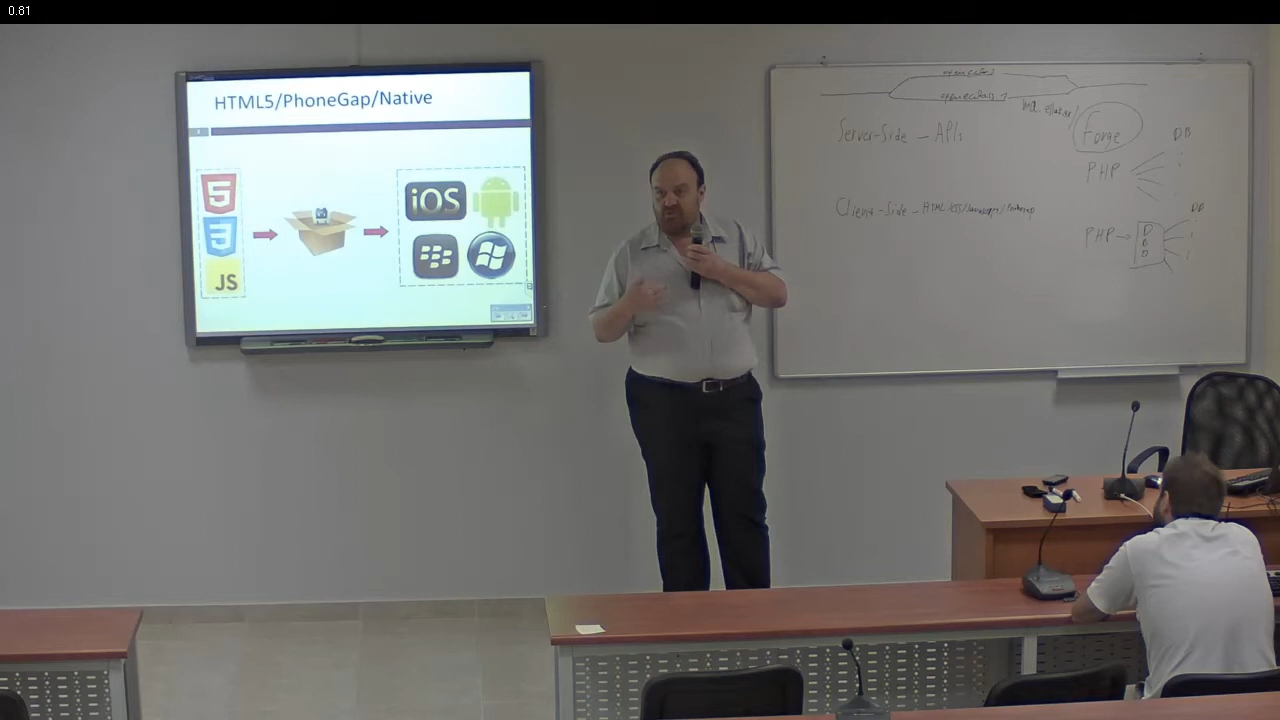 0.81
HTML5/PhoneGap/Native
5
3
JS
iOS
Server-Side - APIs
Client-Side - HTML/CSS/Javascript/
Forge
DB
PHP
DB
PHP